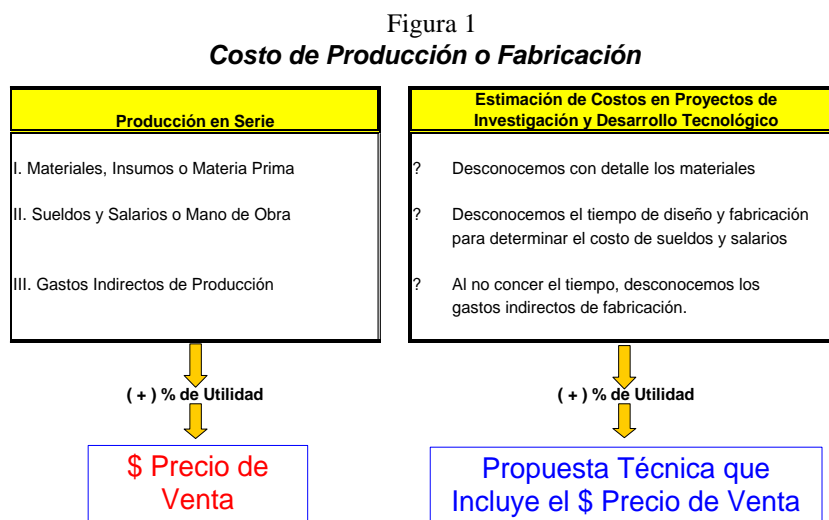 Figura 1
Costo de Producción o Fabricación
Producción en Serie
I. Materiales, Insumos o Materia Prima
II. Sueldos y Salarios o Mano de Obra
III. Gastos Indirectos de Producción
( + ) % de Utilidad
$ Precio de
Venta
Estimación de Costos en Proyectos de
Investigación y Desarrollo Tecnológico
? Desconocemos con detalle los materiales
? Desconocemos el tiempo de diseño y fabricación
para determinar el costo de sueldos y salarios
? Al no concer el tiempo, desconocemos los
gastos indirectos de fabricación.
( + ) % de Utilidad
Propuesta Técnica que
Incluye el $ Precio de Venta